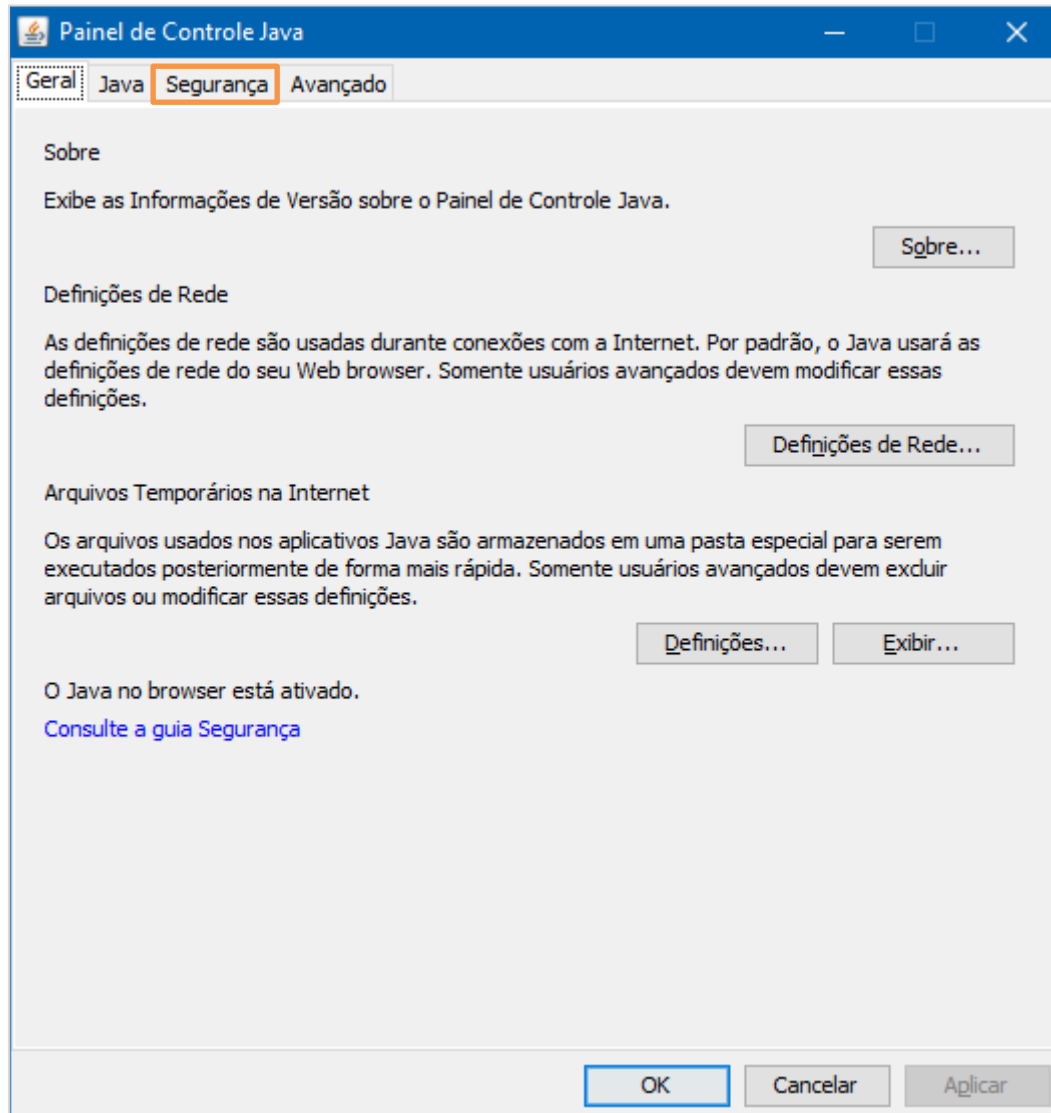 Painel de Controle Java
Geral Java Segurança Avançado
Sobre
Exibe as Informações de Versão sobre o Painel de Controle Java.
Sobre...
Definições de Rede
As definições de rede são usadas durante conexões com a Internet. Por padrão, o Java usará as
definições de rede do seu Web browser. Somente usuários avançados devem modificar essas
definições.
Definições de Rede...
Arquivos Temporários na Internet
Os arquivos usados nos aplicativos Java são armazenados em uma pasta especial para serem
executados posteriormente de forma mais rápida. Somente usuários avançados devem excluir
arquivos ou modificar essas definições.
Definições... Exibir...
O Java no browser está ativado.
Consulte a guia Segurança
OK Cancelar Aplicar